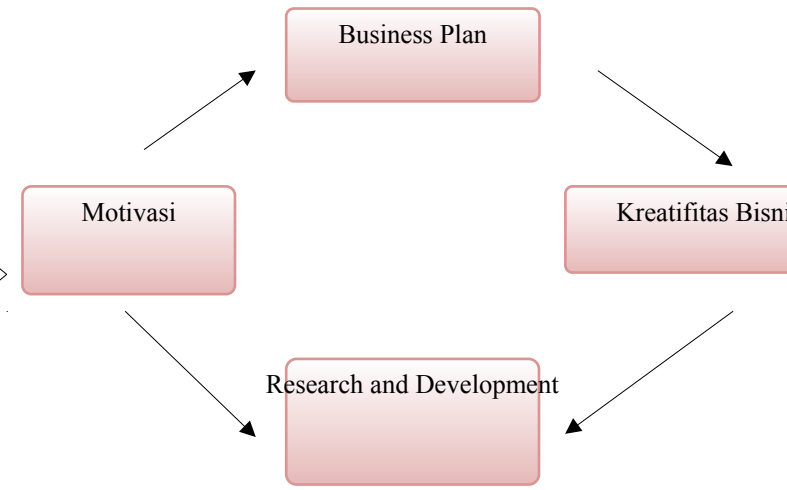 Business Plan
Motivasi
Kreatifitas Bisni
Research and Development